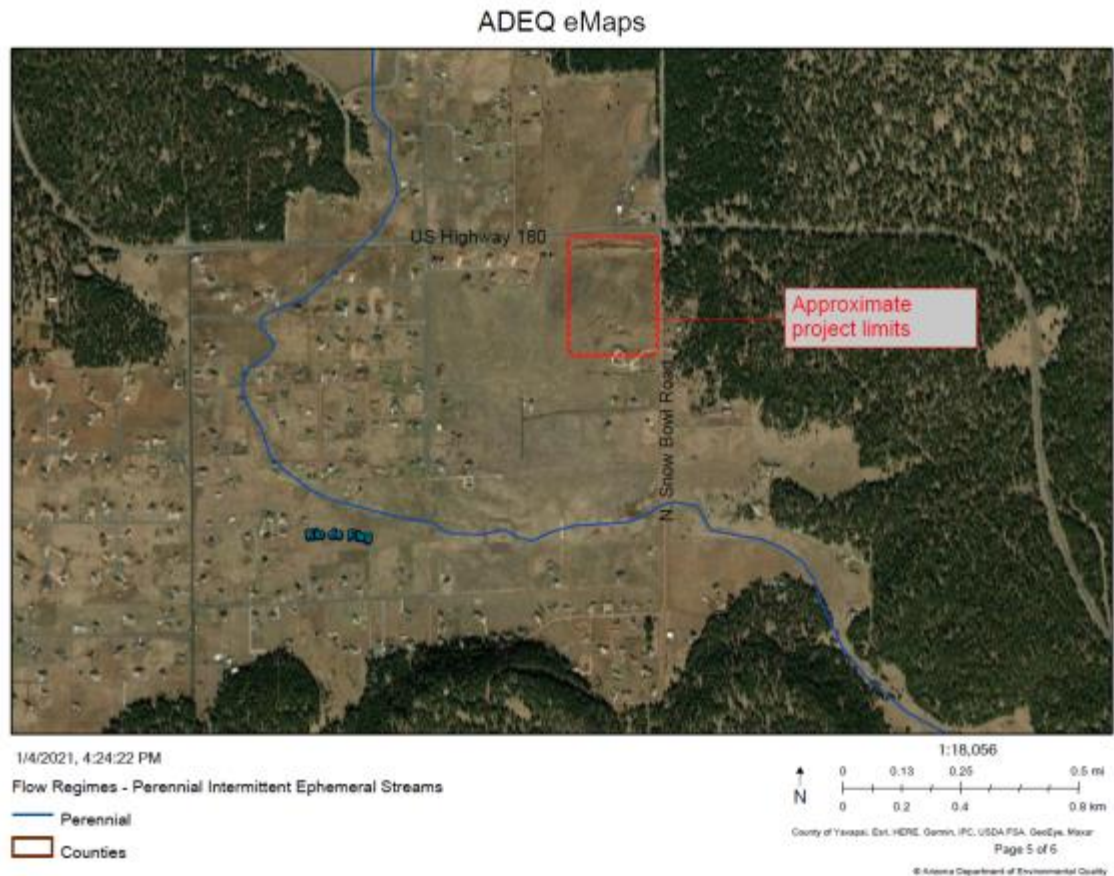 ADEQ eMaps
US Highway 180
Approximate
project limits
N. Snow Bowl Road
Rio de Flag
1/4/2021, 4:24:22 PM
Flow Regimes - Perennial Intermittent Ephemeral Streams
Perennial
Counties
1:18,056
0 0.13 0.25 0.5 mi
0 0.2 0.4 0.8 km
N
County of Yavapai, Esri, HERE, Garmin, IPC, USDA FSA, GeoEye, Maxar
Page 5 of 6
© Arizona Department of Environmental Quality